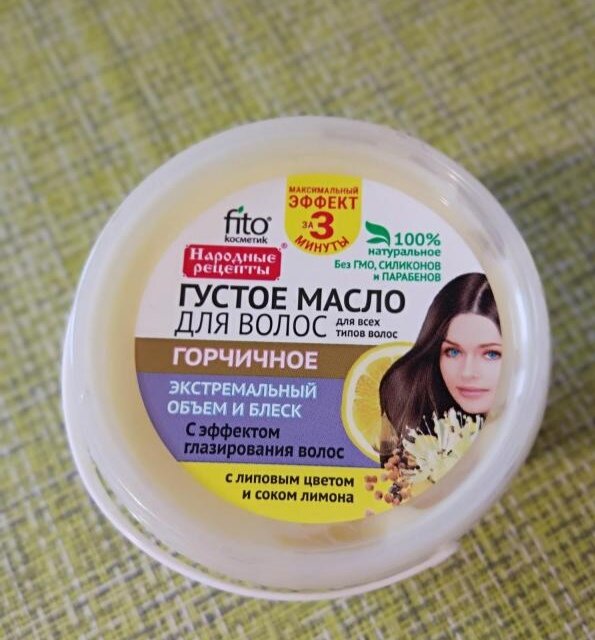 МАКСИМАЛЬНЫЙ
ЭФФЕКТ
ЗА 3
МИНУТЫ
fito®
косметик
Народные
рецепты®
100%
натуральное
Без ГМО, СИЛИКОНОВ
и ПАРАБЕНОВ
ГУСТОЕ МАСЛО
ДЛЯ ВОЛОС для всех
типов волос
ГОРЧИЧНОЕ
ЭКСТРЕМАЛЬНЫЙ
ОБЪЕМ И БЛЕСК
С эффектом
глазирования волос
с липовым цветом
и соком лимона